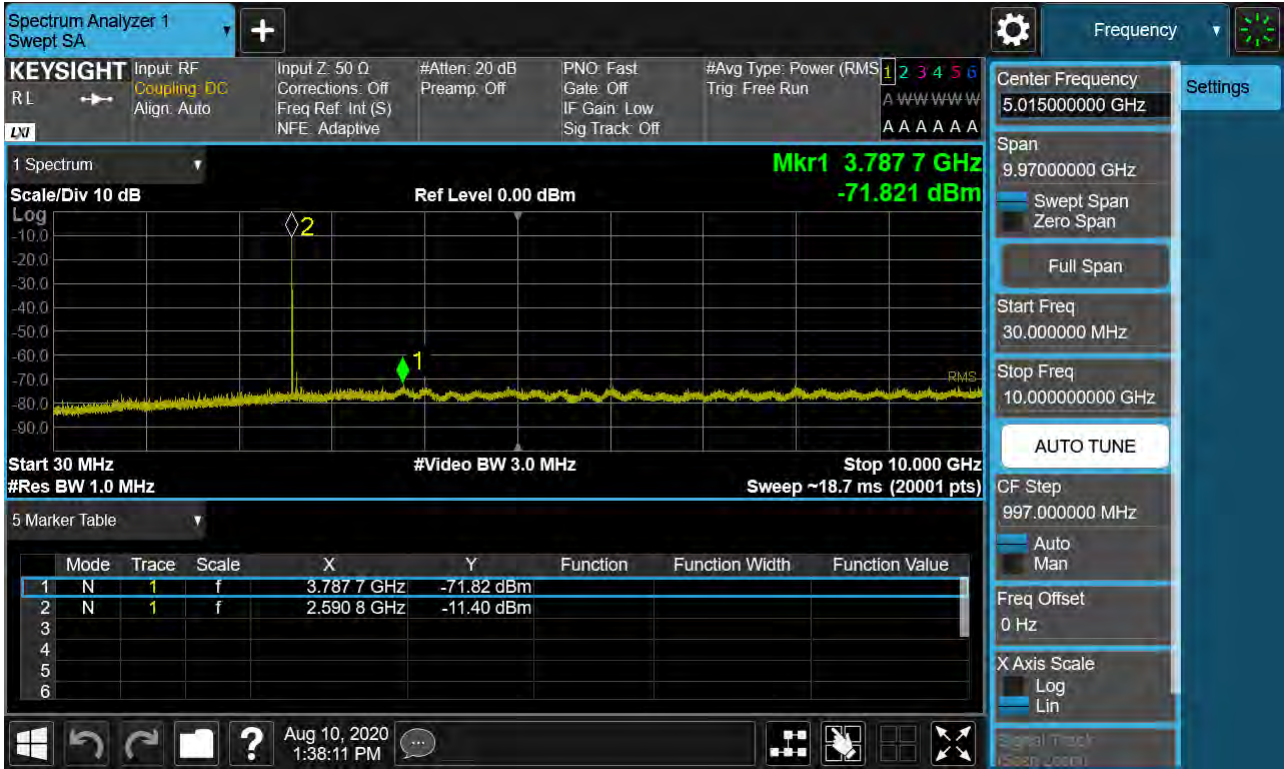 Spectrum Analyzer 1
Swept SA
+
Frequency
KEYSIGHT
R L
LXI
Input: RF
Coupling: DC
Align: Auto
Input Z: 50 Ω
Corrections: Off
Freq Ref: Int (S)
NFE: Adaptive
#Atten: 20 dB
Preamp: Off
PNO: Fast
Gate: Off
IF Gain: Low
Sig Track: Off
#Avg Type: Power (RMS
Trig: Free Run
1 2 3 4 5 6
A W W W W W
A A A A A A
1 Spectrum
Scale/Div 10 dB
Ref Level 0.00 dBm
Mkr1 3.787 7 GHz
-71.821 dBm
Log
-10.0
-20.0
-30.0
-40.0
-50.0
-60.0
-70.0
-80.0
-90.0
2
1
RMS
Start 30 MHz
#Video BW 3.0 MHz
Stop 10.000 GHz
#Res BW 1.0 MHz
Sweep ~18.7 ms (20001 pts)
5 Marker Table
Mode Trace Scale X Y Function Function Width Function Value
1 N 1 f 3.787 7 GHz -71.82 dBm
2 N 1 f 2.590 8 GHz -11.40 dBm
3
4
5
6
?
Aug 10, 2020
1:38:11 PM
Center Frequency
5.015000000 GHz
Settings
Span
9.97000000 GHz
Swept Span
Zero Span
Full Span
Start Freq
30.000000 MHz
Stop Freq
10.000000000 GHz
AUTO TUNE
CF Step
997.000000 MHz
Auto
Man
Freq Offset
0 Hz
X Axis Scale
Log
Lin
Signal Track
(Span Zoom)